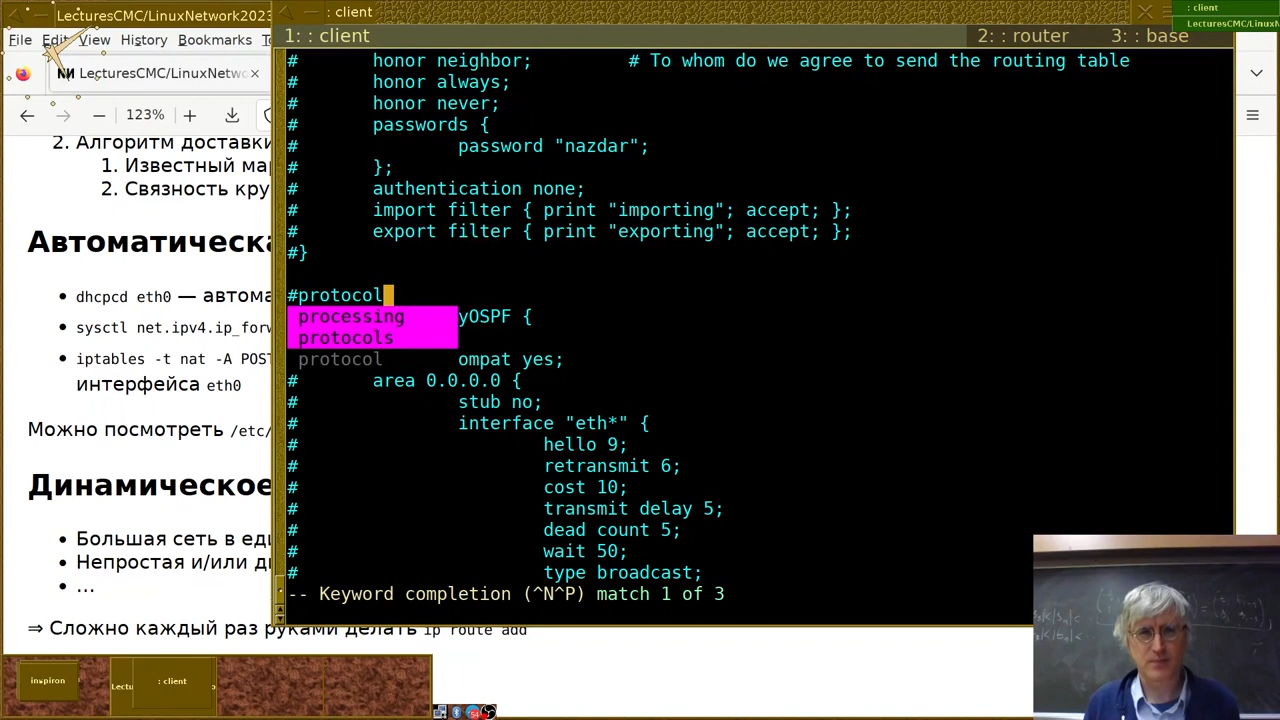 LecturesCMC/LinuxNetwork2023
: client
: client
LecturesCMC/LinuxNetwork2023
File Edit View History Bookmarks
1: : client
2: : router
3: : base
LecturesCMC/LinuxNetwo
123%
2. Алгоритм доставки
1. Известный ма
2. Связность кру
Автоматическа
dhcpcd eth0 — автома
sysctl net.ipv4.ip_forw
iptables -t nat -A POST
интерфейса eth0
Можно посмотреть /etc/
Динамическое
Большая сеть в еди
Непростая и/или д
...
⇒ Сложно каждый раз руками делать ip route add
# honor neighbor; # To whom do we agree to send the routing table
# honor always;
# honor never;
# passwords {
# password "nazdar";
# };
# authentication none;
# import filter { print "importing"; accept; };
# export filter { print "exporting"; accept; };
#}
#protocol
processing yOSPF {
protocols
protocol ompat yes;
# area 0.0.0.0 {
# stub no;
# interface "eth*" {
# hello 9;
# retransmit 6;
# cost 10;
# transmit delay 5;
# dead count 5;
# wait 50;
# type broadcast;
-- Keyword completion (^N^P) match 1 of 3
inspiron
Lectu
: client